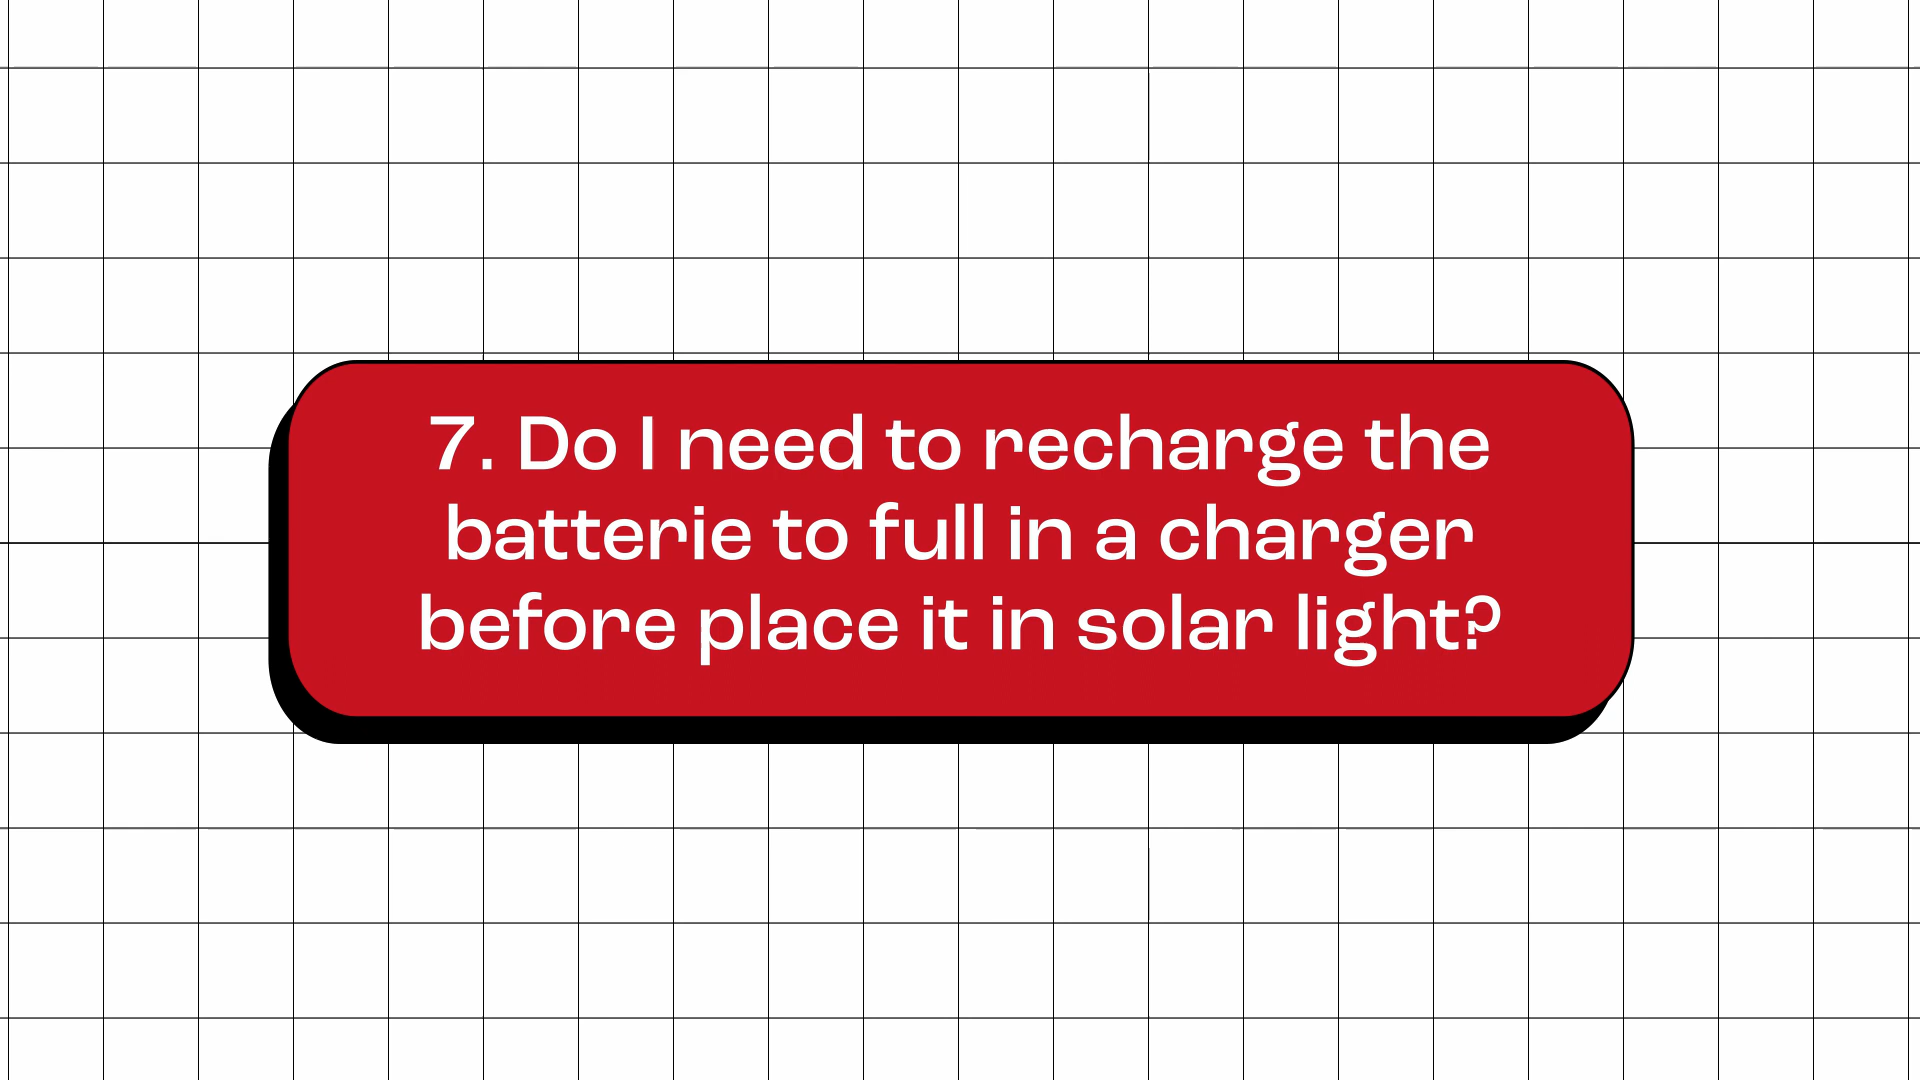 7. Do I need to recharge the
batterie to full in a charger
before place it in solar light?